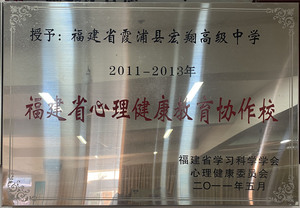 授予：福建省霞浦县宏翔高级中学
2011-2013年
福建省心理健康教育协作校
福建省学习科学学会
心理健康委员会
二〇一一年五月